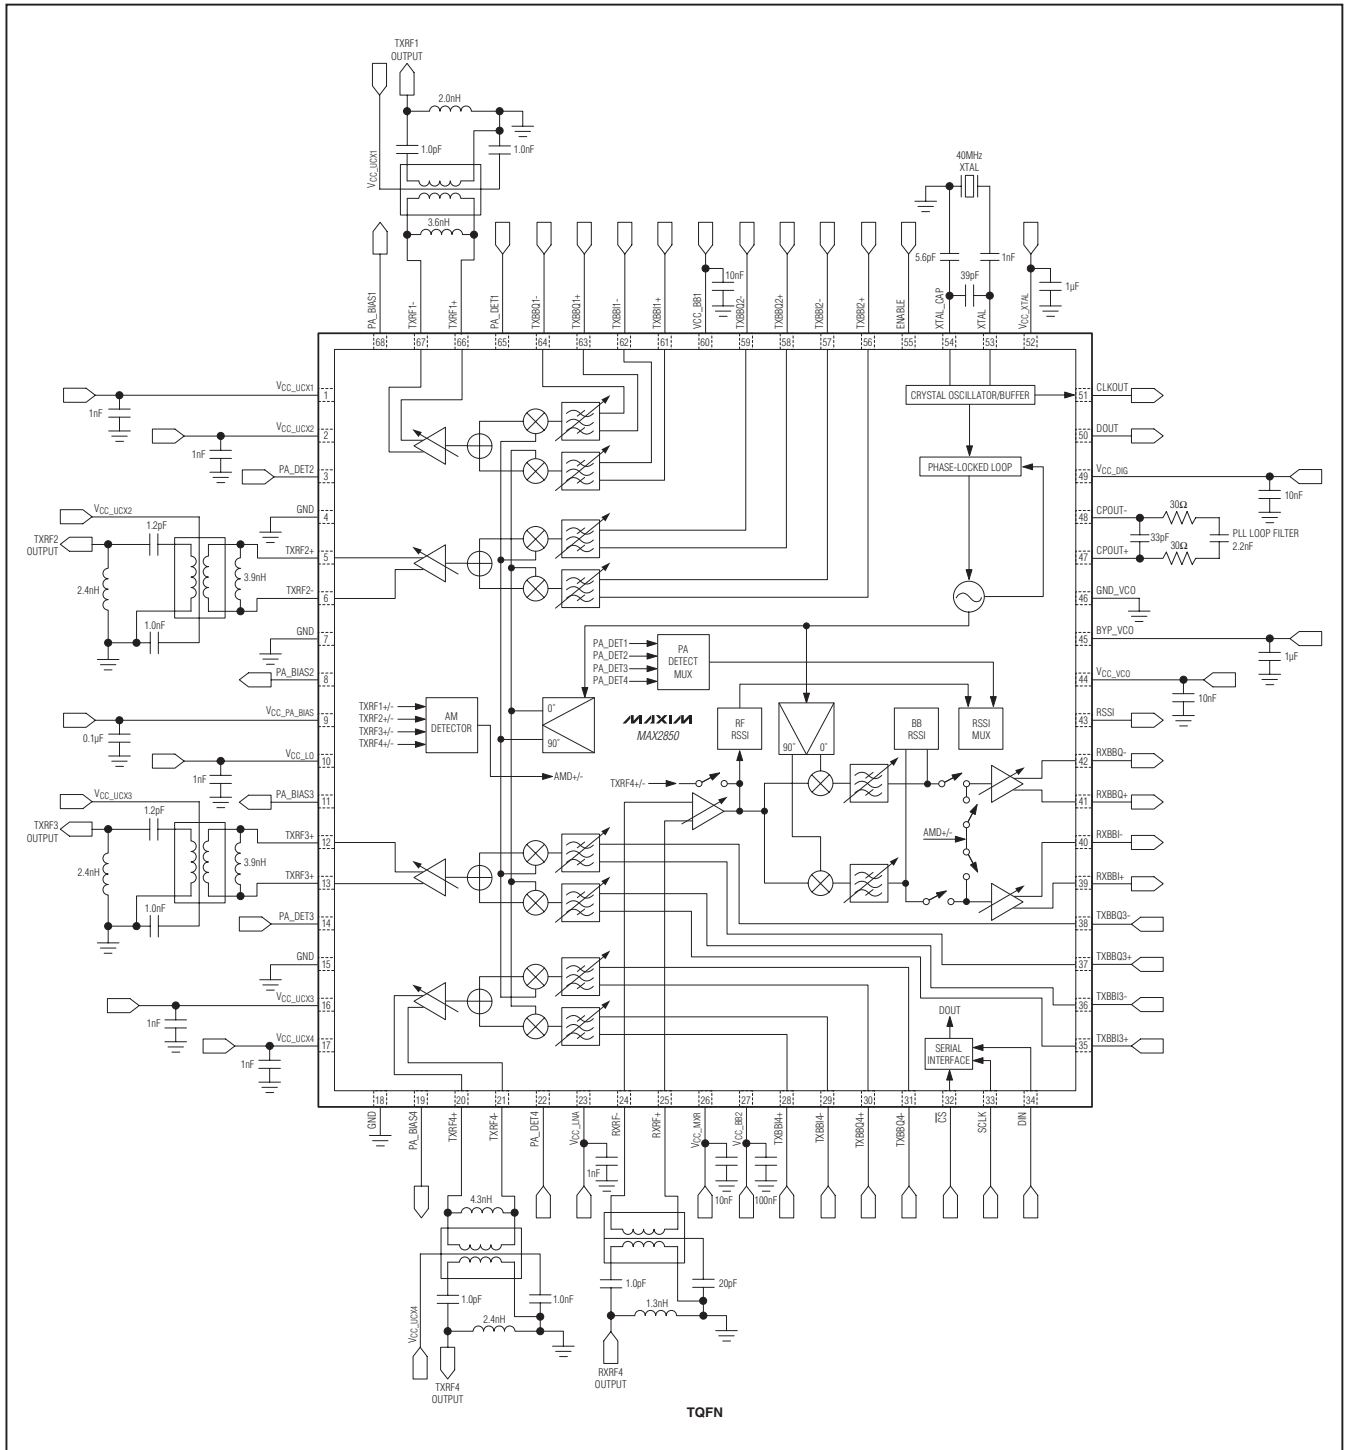 TXRF1
OUTPUT
2.0nH
1.0pF
1.0nF
VCC_UCX1
3.6nH
40MHz
XTAL
5.6pF
1nF
39pF
10nF
1µF
PA_BIAS1
TXRF1-
TXRF1+
PA_DET1
TXBBQ1-
TXBBQ1+
TXBBI1-
TXBBI1+
VCC_BB1
TXBBQ2-
TXBBQ2+
TXBBI2-
TXBBI2+
ENABLE
XTAL_CAP
XTAL
VCC_XTAL
68
67
66
65
64
63
62
61
60
59
58
57
56
55
54
53
52
VCC_UCX1
1
1nF
VCC_UCX2
2
1nF
PA_DET2
3
VCC_UCX2
GND
4
1.2pF
TXRF2
OUTPUT
TXRF2+
5
3.9nH
2.4nH
TXRF2-
6
1.0nF
GND
7
PA_BIAS2
8
VCC_PA_BIAS
9
0.1µF
VCC_LO
10
1nF
VCC_UCX3
PA_BIAS3
11
1.2pF
TXRF3
OUTPUT
TXRF3+
12
3.9nH
2.4nH
TXRF3+
13
1.0nF
PA_DET3
14
GND
15
VCC_UCX3
16
1nF
VCC_UCX4
17
1nF
CRYSTAL OSCILLATOR/BUFFER
PHASE-LOCKED LOOP
PA_DET1
PA_DET2
PA_DET3
PA_DET4
PA
DETECT
MUX
TXRF1+/-
TXRF2+/-
TXRF3+/-
TXRF4+/-
AM
DETECTOR
AMD+/-
0°
90°
MAXIM
MAX2850
RF
RSSI
90°
0°
BB
RSSI
RSSI
MUX
TXRF4+/-
AMD+/-
DOUT
SERIAL
INTERFACE
51
CLKOUT
50
DOUT
49
VCC_DIG
10nF
48
CPOUT-
30Ω
33pF
PLL LOOP FILTER
2.2nF
30Ω
47
CPOUT+
46
GND_VCO
45
BYP_VCO
1µF
44
VCC_VCO
10nF
43
RSSI
42
RXBBQ-
41
RXBBQ+
40
RXBBI-
39
RXBBI+
38
TXBBQ3-
37
TXBBQ3+
36
TXBBI3-
35
TXBBI3+
18
19
20
21
22
23
24
25
26
27
28
29
30
31
32
33
34
GND
PA_BIAS4
TXRF4+
TXRF4-
PA_DET4
VCC_LNA
RXRF-
RXRF+
VCC_MXR
VCC_BB2
TXBBI4+
TXBBI4-
TXBBQ4+
TXBBQ4-
CS
SCLK
DIN
1nF
10nF
100nF
4.3nH
1.0pF
1.0nF
2.4nH
VCC_UCX4
TXRF4
OUTPUT
1.0pF
20pF
1.3nH
RXRF4
OUTPUT
TQFN